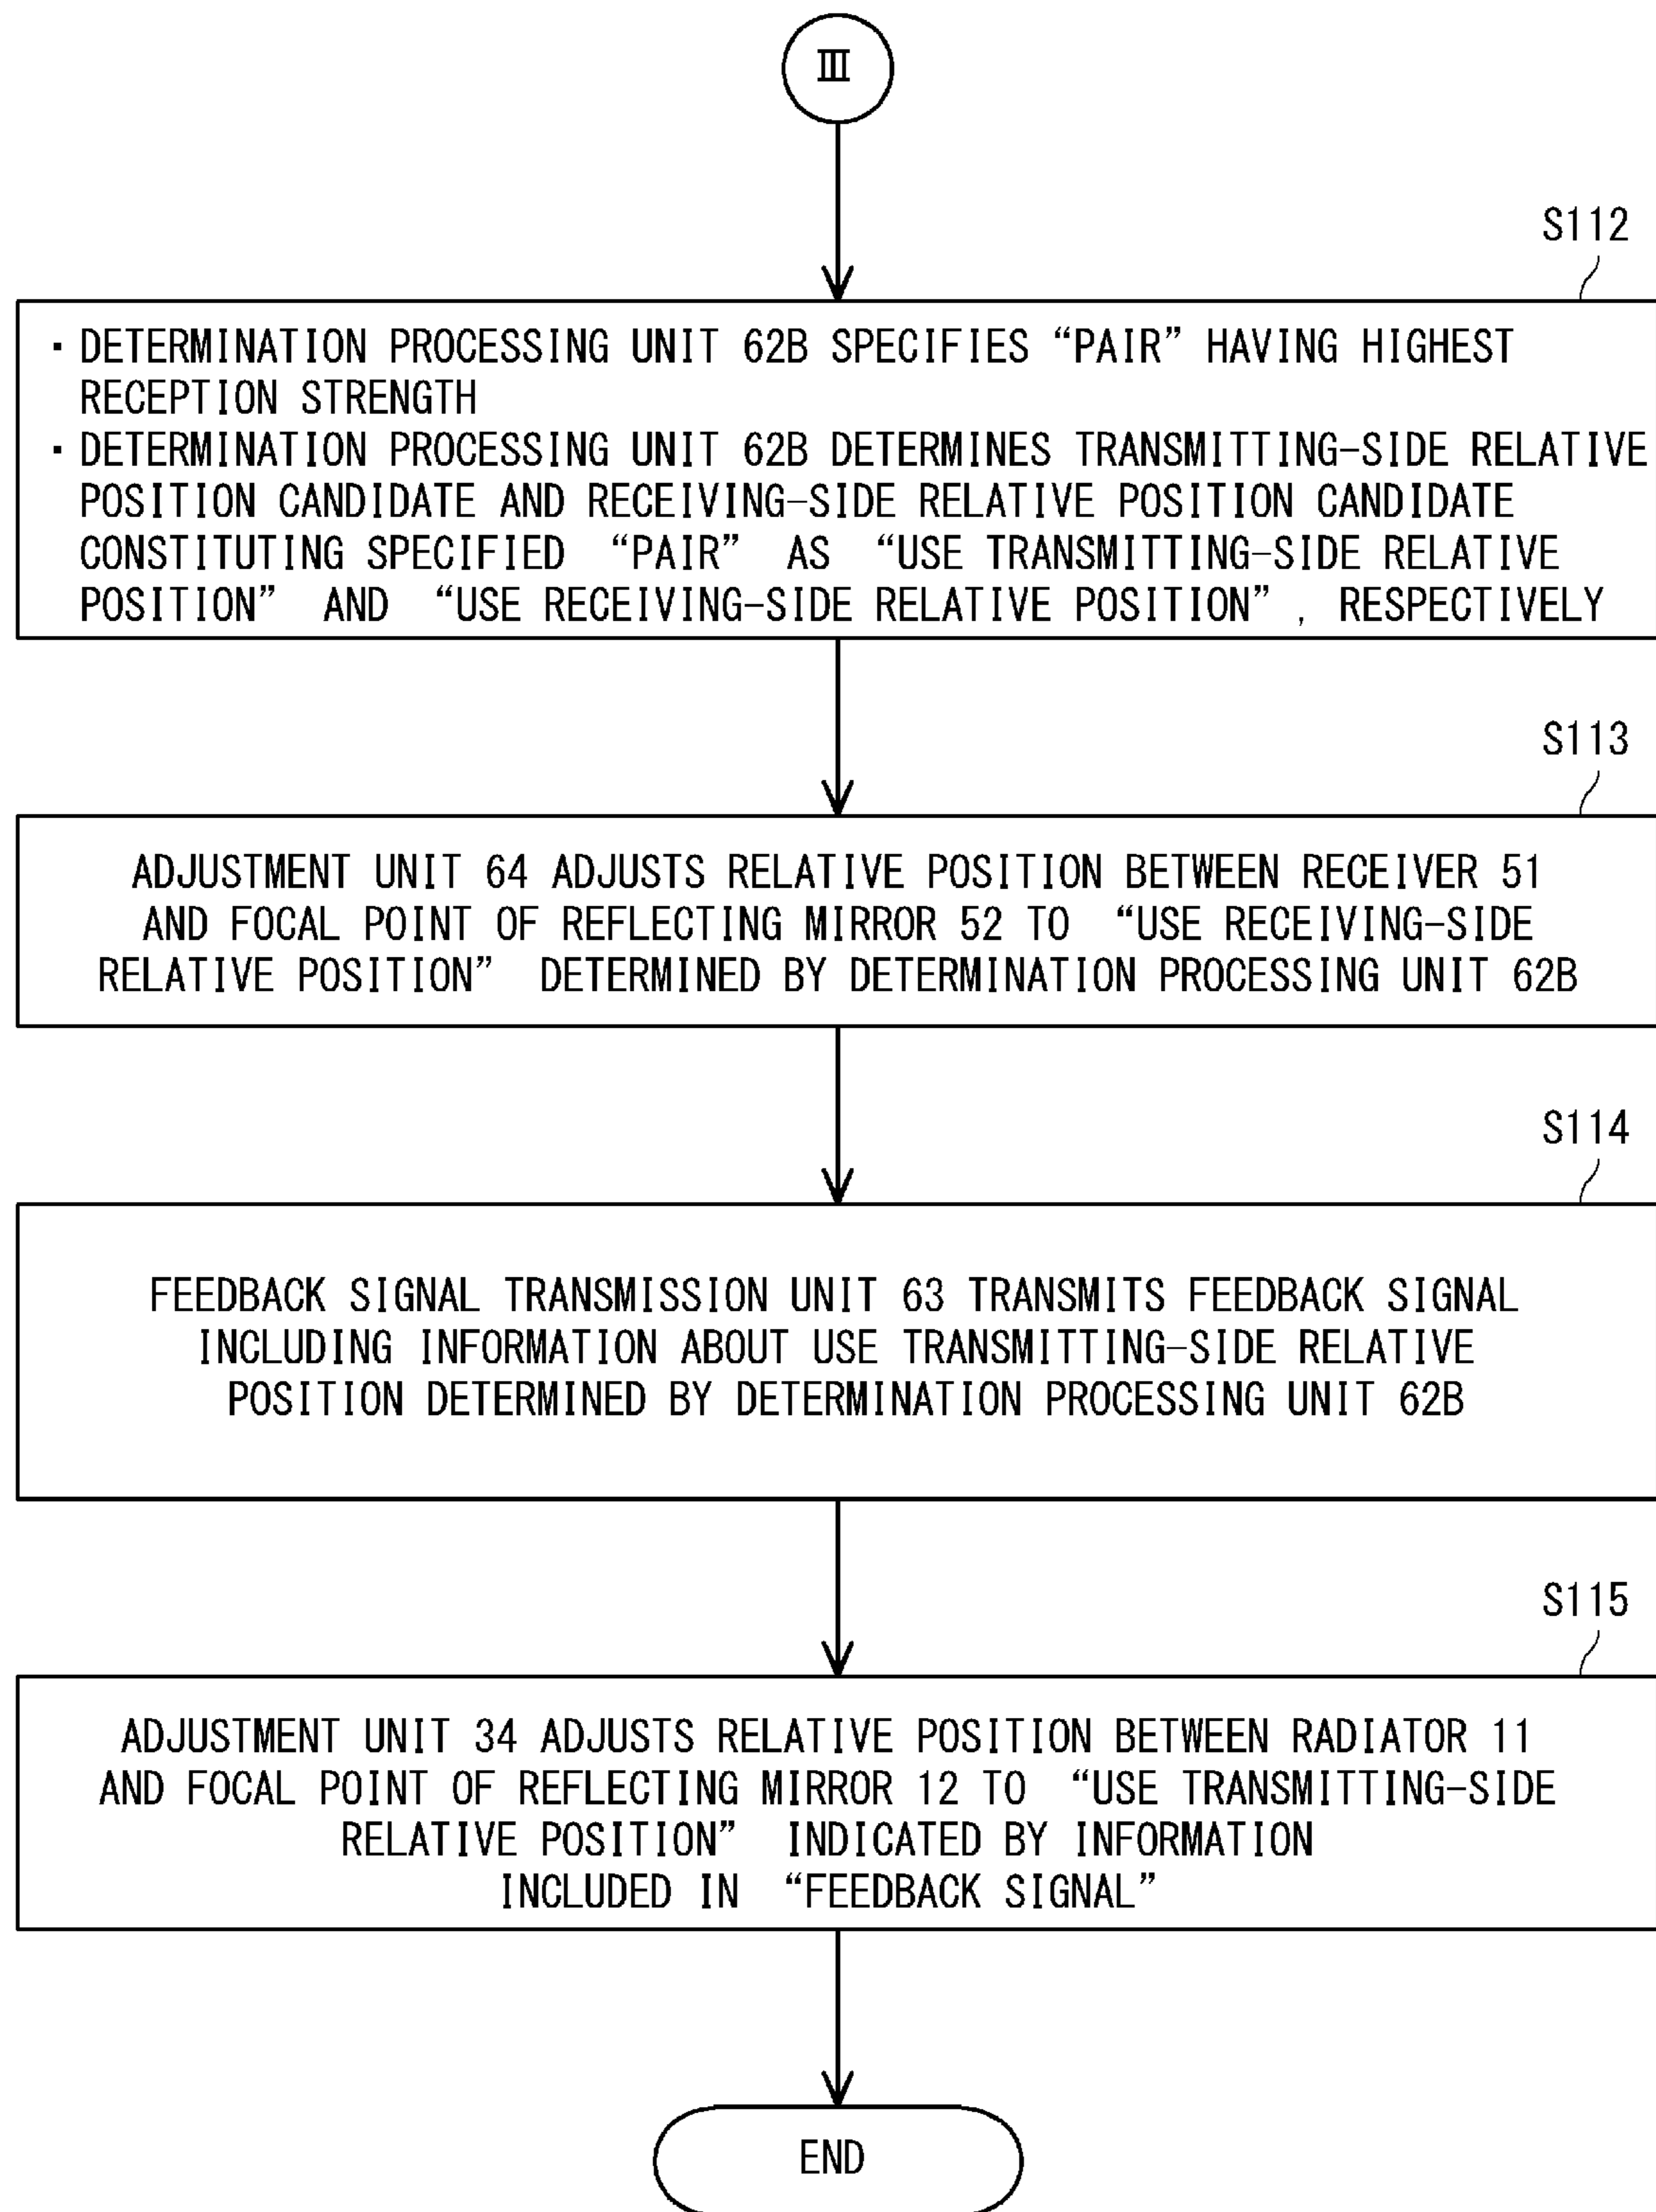 Ⅲ
S112
・DETERMINATION PROCESSING UNIT 62B SPECIFIES “PAIR” HAVING HIGHEST
RECEPTION STRENGTH
・DETERMINATION PROCESSING UNIT 62B DETERMINES TRANSMITTING-SIDE RELATIVE
POSITION CANDIDATE AND RECEIVING-SIDE RELATIVE POSITION CANDIDATE
CONSTITUTING SPECIFIED “PAIR” AS “USE TRANSMITTING-SIDE RELATIVE
POSITION” AND “USE RECEIVING-SIDE RELATIVE POSITION”, RESPECTIVELY
S113
ADJUSTMENT UNIT 64 ADJUSTS RELATIVE POSITION BETWEEN RECEIVER 51
AND FOCAL POINT OF REFLECTING MIRROR 52 TO “USE RECEIVING-SIDE
RELATIVE POSITION” DETERMINED BY DETERMINATION PROCESSING UNIT 62B
S114
FEEDBACK SIGNAL TRANSMISSION UNIT 63 TRANSMITS FEEDBACK SIGNAL
INCLUDING INFORMATION ABOUT USE TRANSMITTING-SIDE RELATIVE
POSITION DETERMINED BY DETERMINATION PROCESSING UNIT 62B
S115
ADJUSTMENT UNIT 34 ADJUSTS RELATIVE POSITION BETWEEN RADIATOR 11
AND FOCAL POINT OF REFLECTING MIRROR 12 TO “USE TRANSMITTING-SIDE
RELATIVE POSITION” INDICATED BY INFORMATION
INCLUDED IN “FEEDBACK SIGNAL”
END